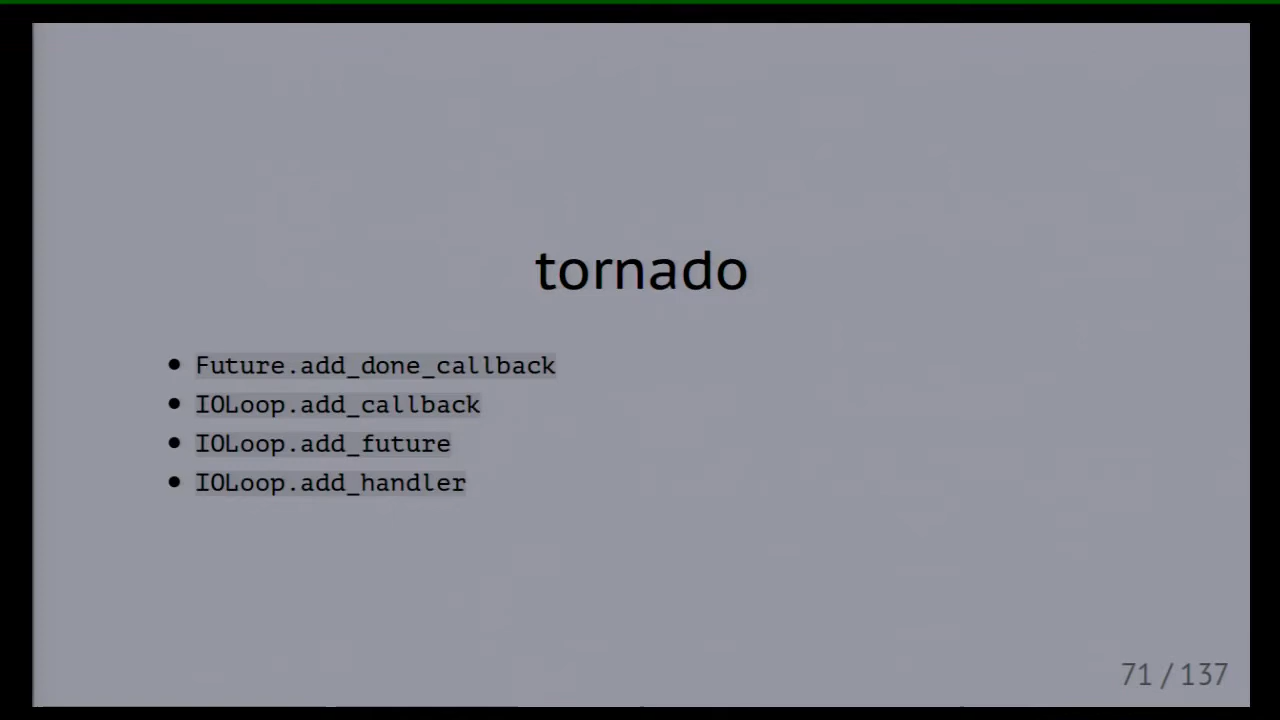 tornado
• Future.add_done_callback
• IOLoop.add_callback
• IOLoop.add_future
• IOLoop.add_handler
71 / 137